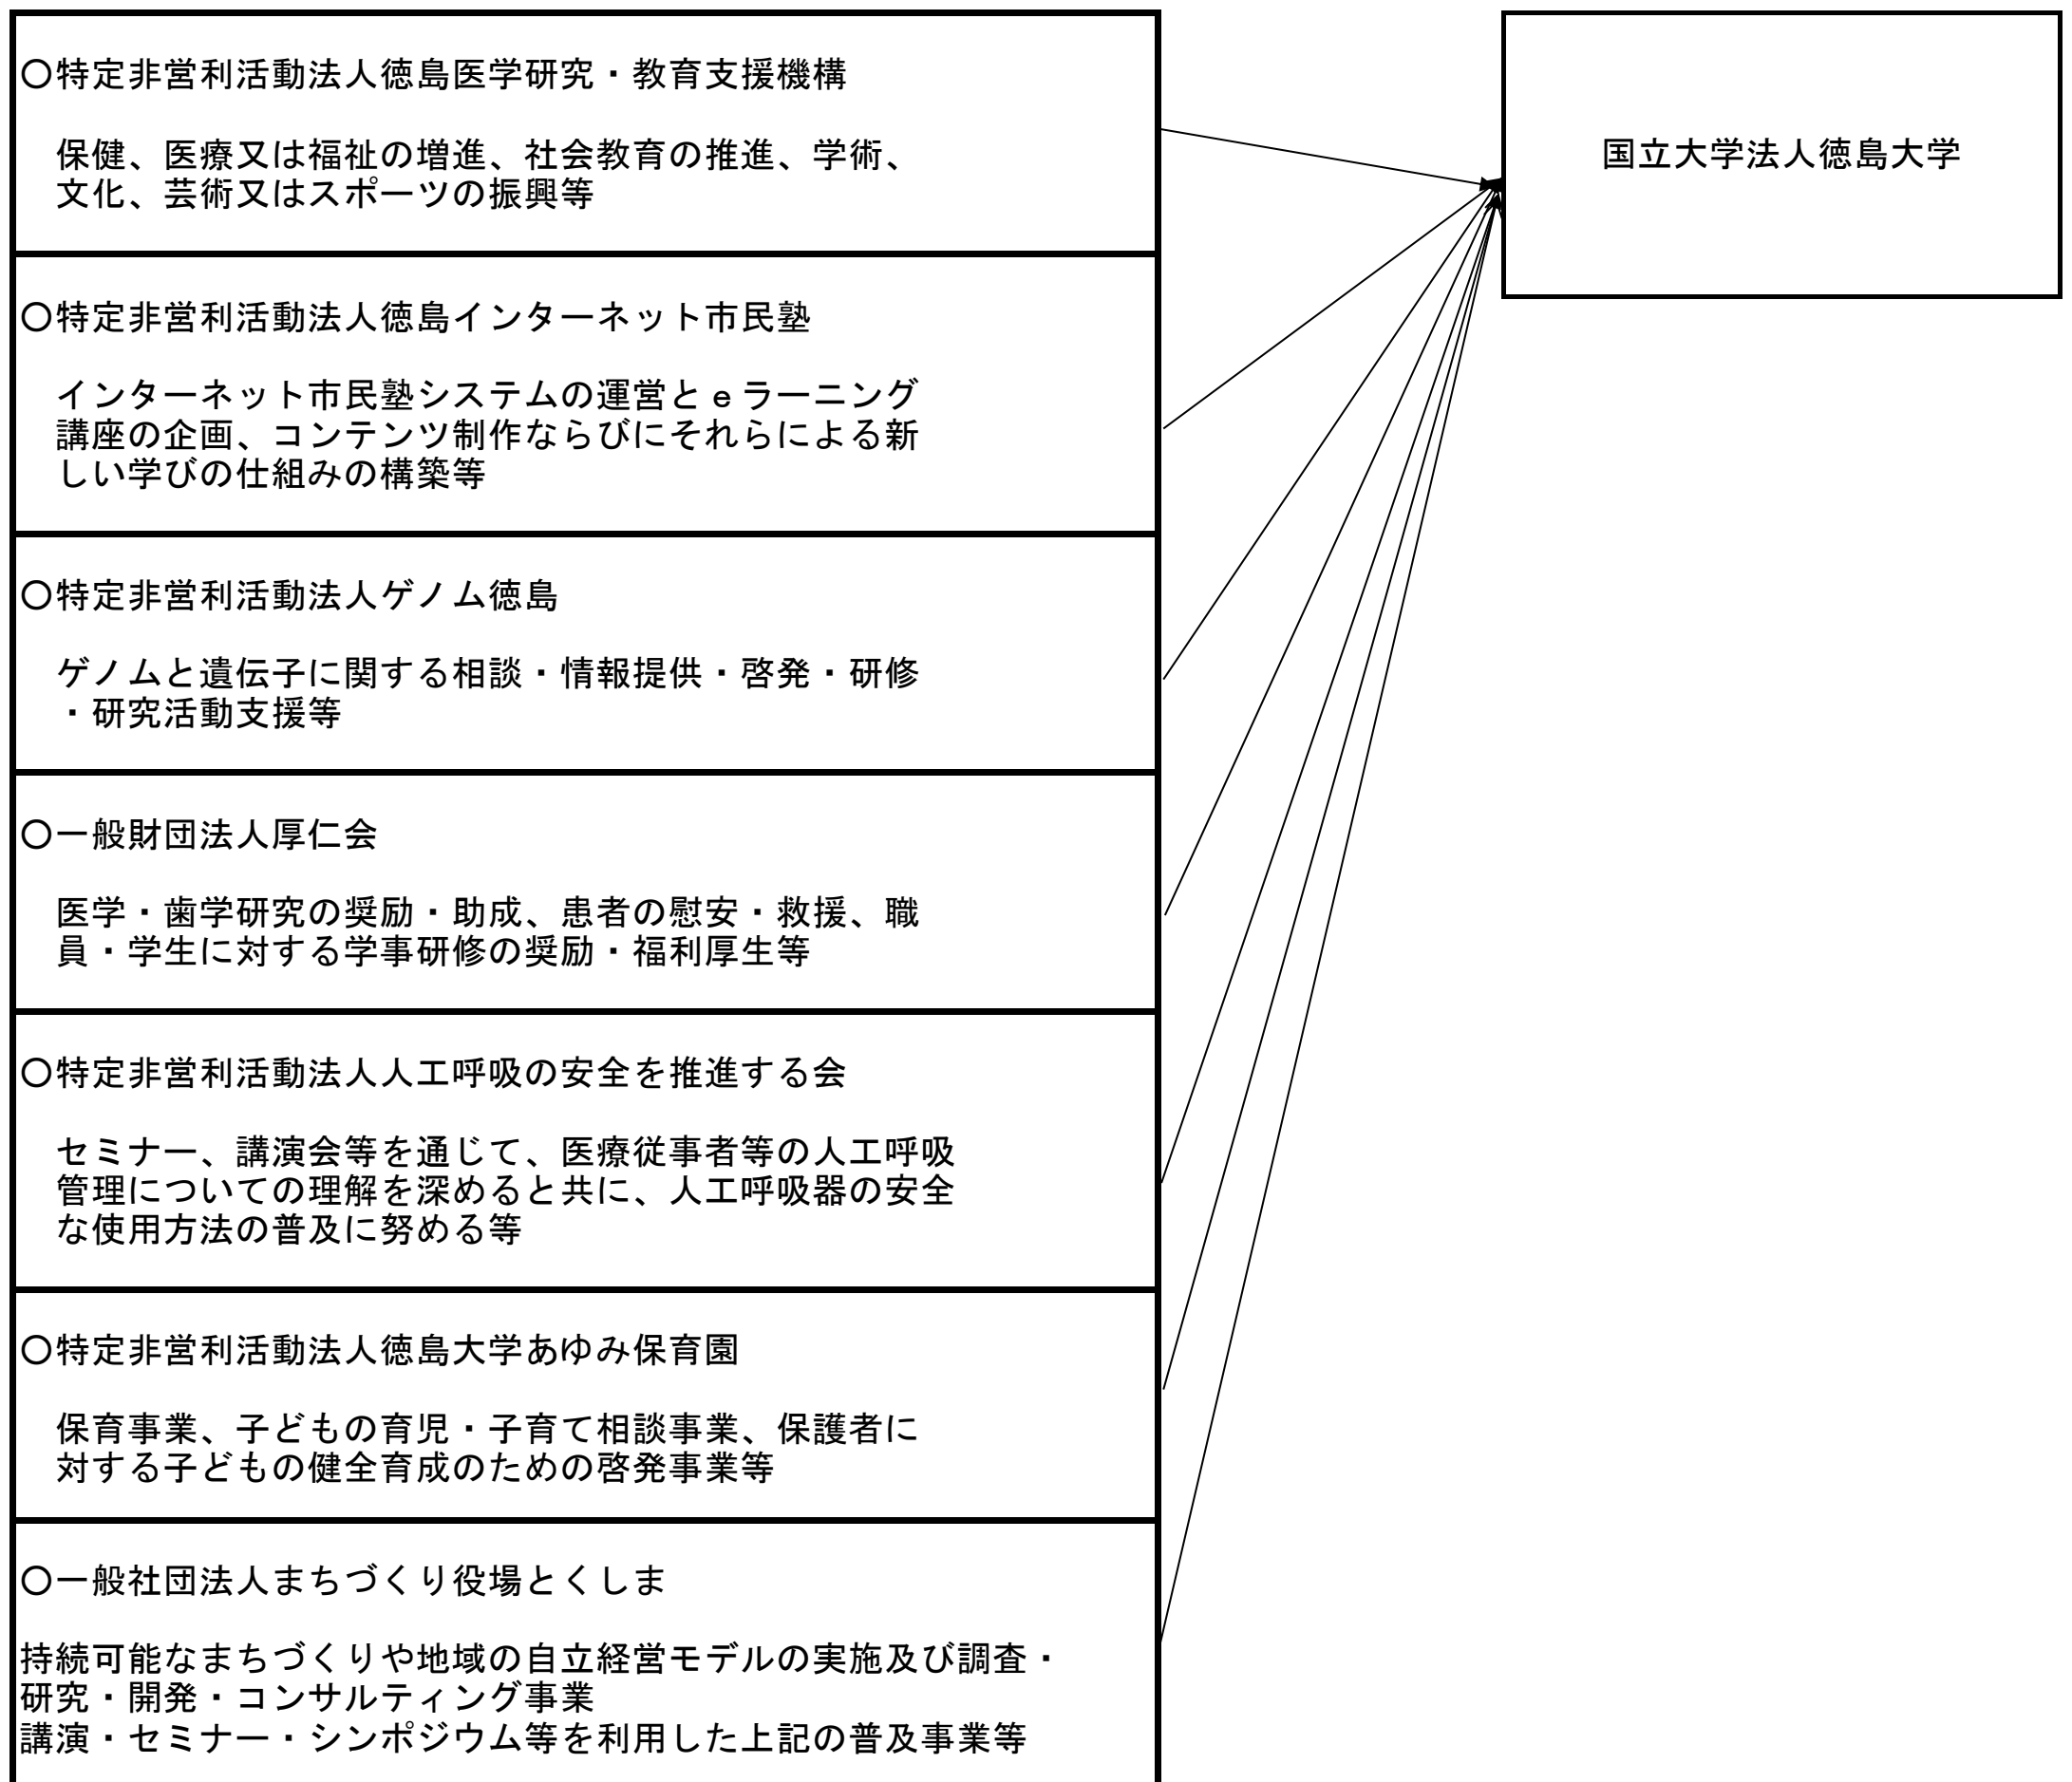 〇特定非営利活動法人徳島医学研究・教育支援機構
保健、医療又は福祉の増進、社会教育の推進、学術、
文化、芸術又はスポーツの振興等
〇特定非営利活動法人徳島インターネット市民塾
インターネット市民塾システムの運営とｅラーニング
講座の企画、コンテンツ制作ならびにそれらによる新
しい学びの仕組みの構築等
〇特定非営利活動法人ゲノム徳島
ゲノムと遺伝子に関する相談・情報提供・啓発・研修
・研究活動支援等
〇一般財団法人厚仁会
医学・歯学研究の奨励・助成、患者の慰安・救援、職
員・学生に対する学事研修の奨励・福利厚生等
〇特定非営利活動法人人工呼吸の安全を推進する会
セミナー、講演会等を通じて、医療従事者等の人工呼吸
管理についての理解を深めると共に、人工呼吸器の安全
な使用方法の普及に努める等
〇特定非営利活動法人徳島大学あゆみ保育園
保育事業、子どもの育児・子育て相談事業、保護者に
対する子どもの健全育成のための啓発事業等
〇一般社団法人まちづくり役場とくしま
持続可能なまちづくりや地域の自立経営モデルの実施及び調査・
研究・開発・コンサルティング事業
講演・セミナー・シンポジウム等を利用した上記の普及事業等
国立大学法人徳島大学